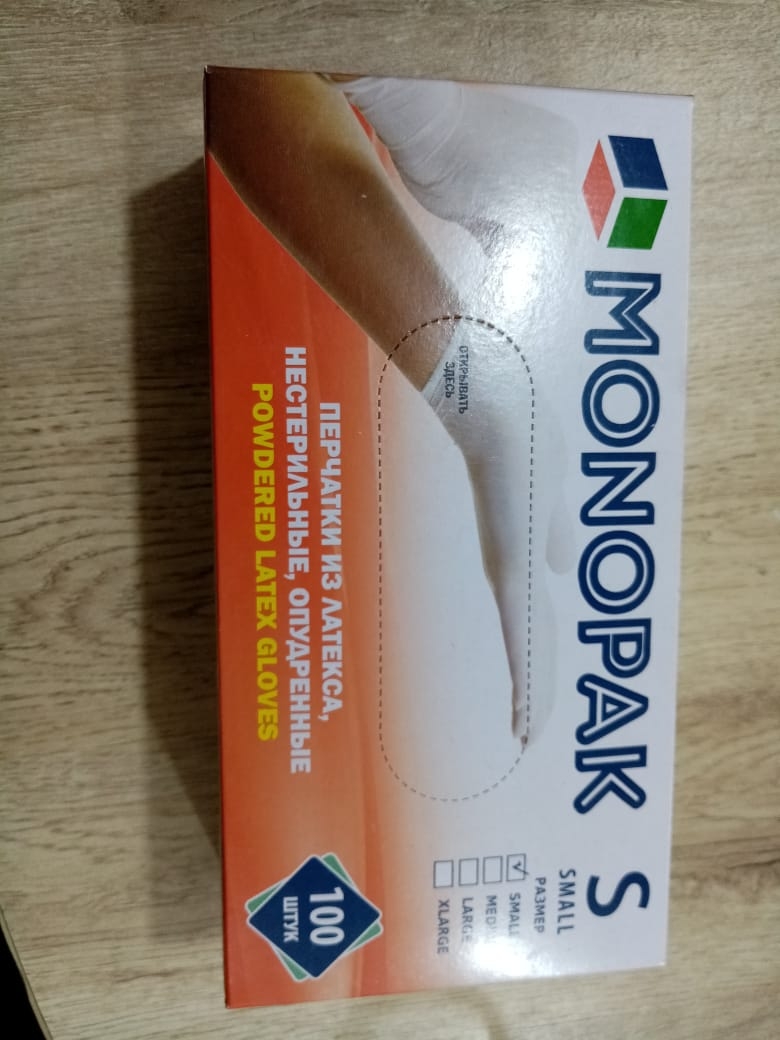 MONOPAK S
SMALL
РАЗМЕР
✓ SMALL
LARGE
XLARGE
ОТКРЫВАТЬ
ЗДЕСЬ
ПЕРЧАТКИ ИЗ ЛАТЕКСА,
НЕСТЕРИЛЬНЫЕ, ОПУДРЕННЫЕ
POWDERED LATEX GLOVES
100
ШТУК